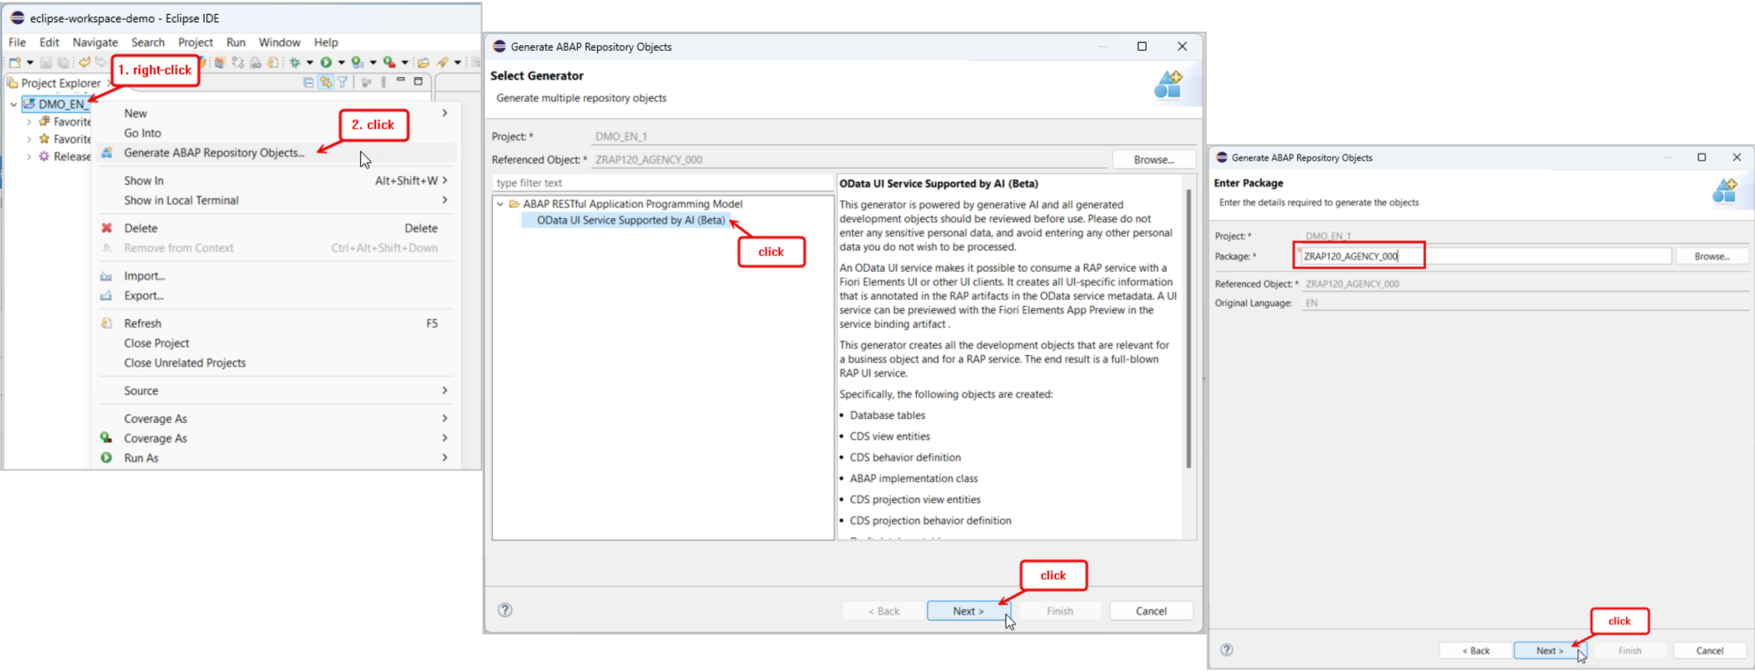 eclipse-workspace-demo - Eclipse IDE
File Edit Navigate Search Project Run Window Help
1. right-click
Project Explorer
DMO_EN_
Favorite
Favorite
Release
New
2. click
Go Into
Generate ABAP Repository Objects...
Show In Alt+Shift+W
Show in Local Terminal
Delete Delete
Remove from Context Ctrl+Alt+Shift+Down
Import...
Export...
Refresh F5
Close Project
Close Unrelated Projects
Source
Coverage As
Coverage As
Run As
Generate ABAP Repository Objects
Select Generator
Generate multiple repository objects
Project: * DMO_EN_1
Referenced Object: * ZRAP120_AGENCY_000 Browse...
type filter text
ABAP RESTful Application Programming Model
OData UI Service Supported by AI (Beta)
click
OData UI Service Supported by AI (Beta)
This generator is powered by generative AI and all generated
development objects should be reviewed before use. Please do not
enter any sensitive personal data, and avoid entering any other personal
data you do not wish to be processed.
An OData UI service makes it possible to consume a RAP service with a
Fiori Elements UI or other UI clients. It creates all UI-specific information
that is annotated in the RAP artifacts in the OData service metadata. A UI
service can be previewed with the Fiori Elements App Preview in the
service binding artifact .
This generator creates all the development objects that are relevant for
a business object and for a RAP service. The end result is a full-blown
RAP UI service.
Specifically, the following objects are created:
• Database tables
• CDS view entities
• CDS behavior definition
• ABAP implementation class
• CDS projection view entities
• CDS projection behavior definition
click
< Back Next > Finish Cancel
Generate ABAP Repository Objects
Enter Package
Enter the details required to generate the objects
Project: * DMO_EN_1
Package: * ZRAP120_AGENCY_000 Browse...
Referenced Object: * ZRAP120_AGENCY_000
Original Language: EN
click
< Back Next > Finish Cancel